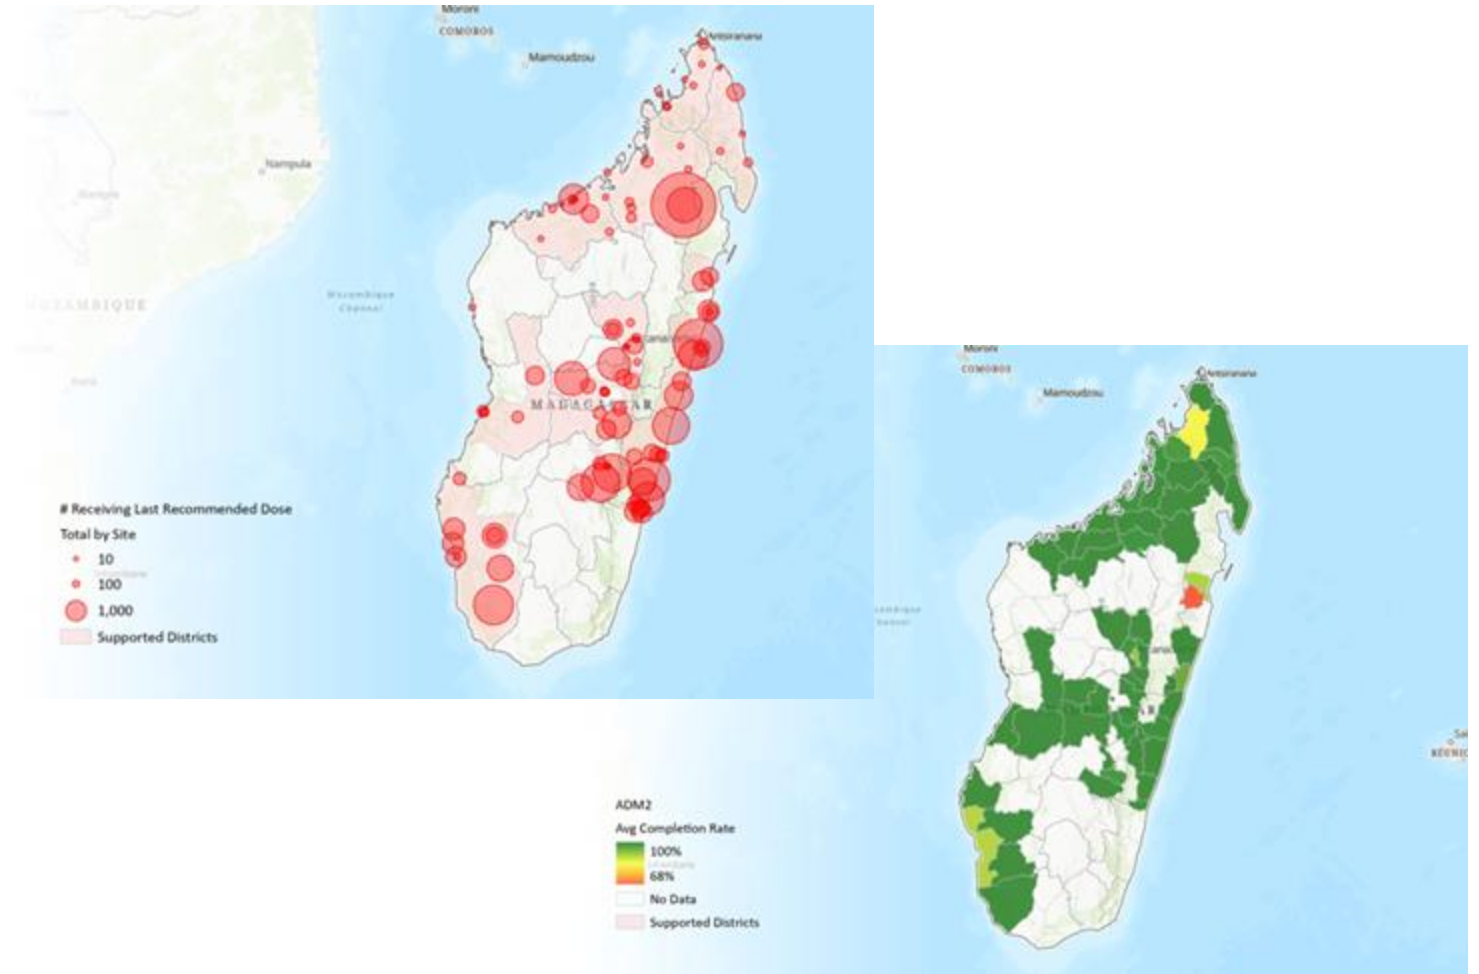 Moroni
COMOROS
Antsiranana
Mamoudzou
Nampula
MOZAMBIQUE
Mozambique
Channel
MADAGASCAR
# Receiving Last Recommended Dose
Total by Site
10
100
1,000
Supported Districts
Moroni
COMOROS
Antsiranana
Mamoudzou
ADM2
Avg Completion Rate
100%
68%
No Data
Supported Districts